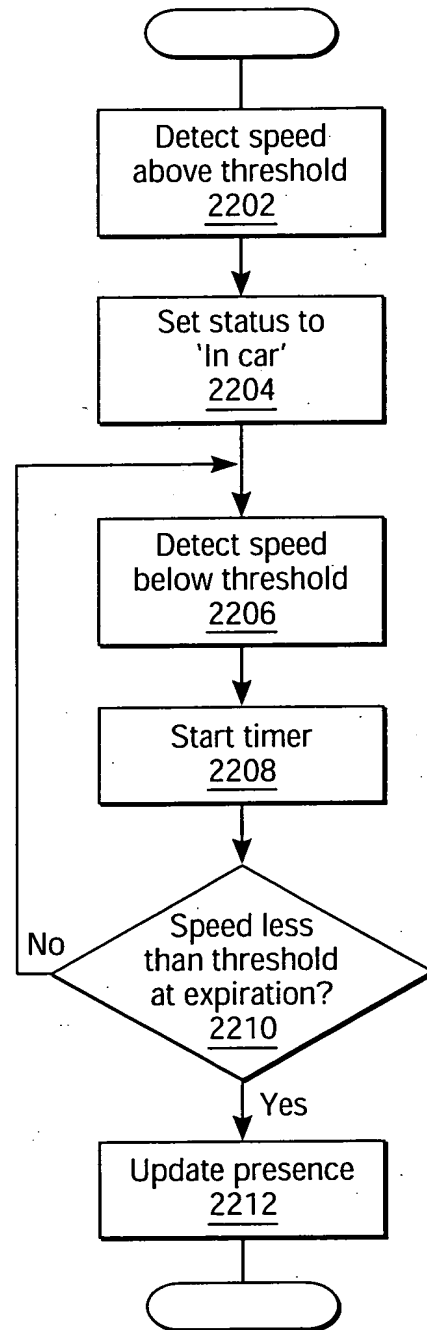 Detect speed
above threshold
2202
Set status to
'In car'
2204
Detect speed
below threshold
2206
Start timer
2208
Speed less
than threshold
at expiration?
2210
No
Yes
Update presence
2212